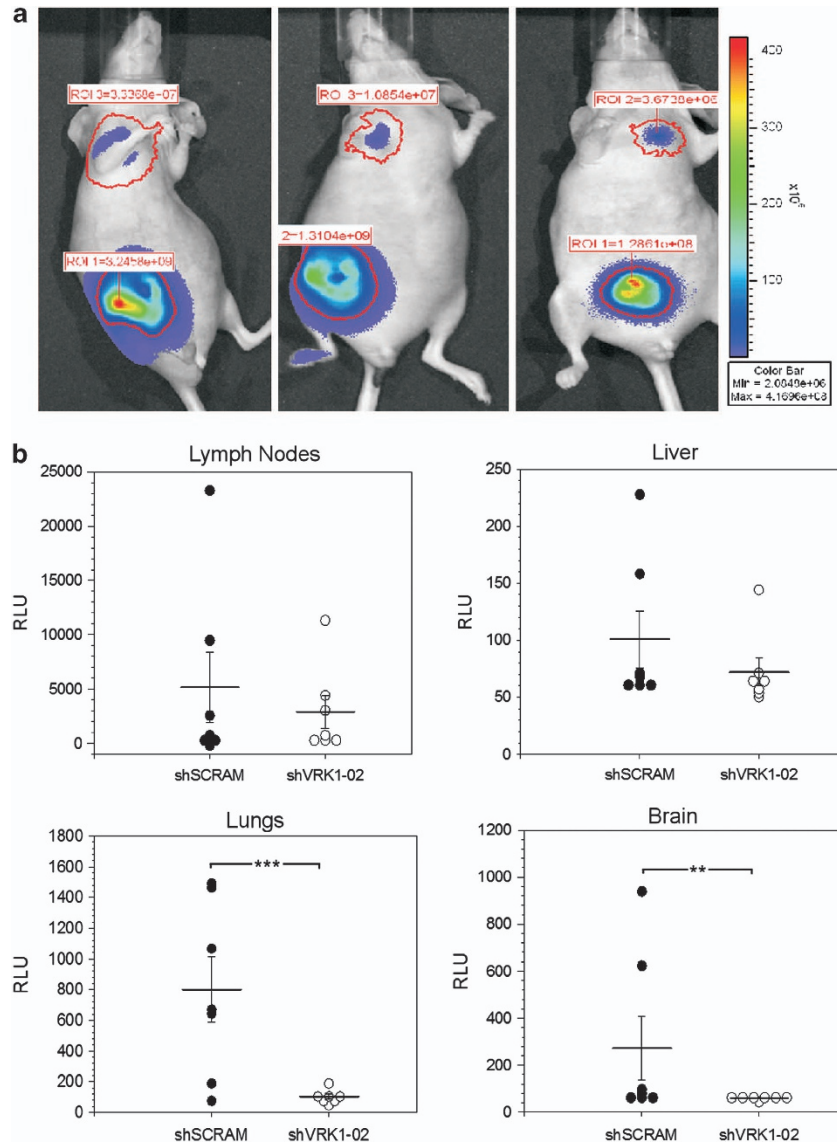 a
ROI 3=3.3368e-07
RO 3-1.0854e+07
ROI 2=3.6738e+06
ROI 1=3.2458e+09
2-1.3104e+09
ROI 1=1.2861e+08
400
300
200
100
Color Bar
Min = 2.0849e+06
Max = 4.1696e+08
b
Lymph Nodes
25000
20000
15000
10000
5000
0
RLU
shSCRAM
shVRK1-02
Liver
250
200
150
100
50
0
RLU
shSCRAM
shVRK1-02
Lungs
1800
1600
1400
1200
1000
800
600
400
200
0
RLU
***
shSCRAM
shVRK1-02
Brain
1200
1000
800
600
400
200
0
RLU
**
shSCRAM
shVRK1-02